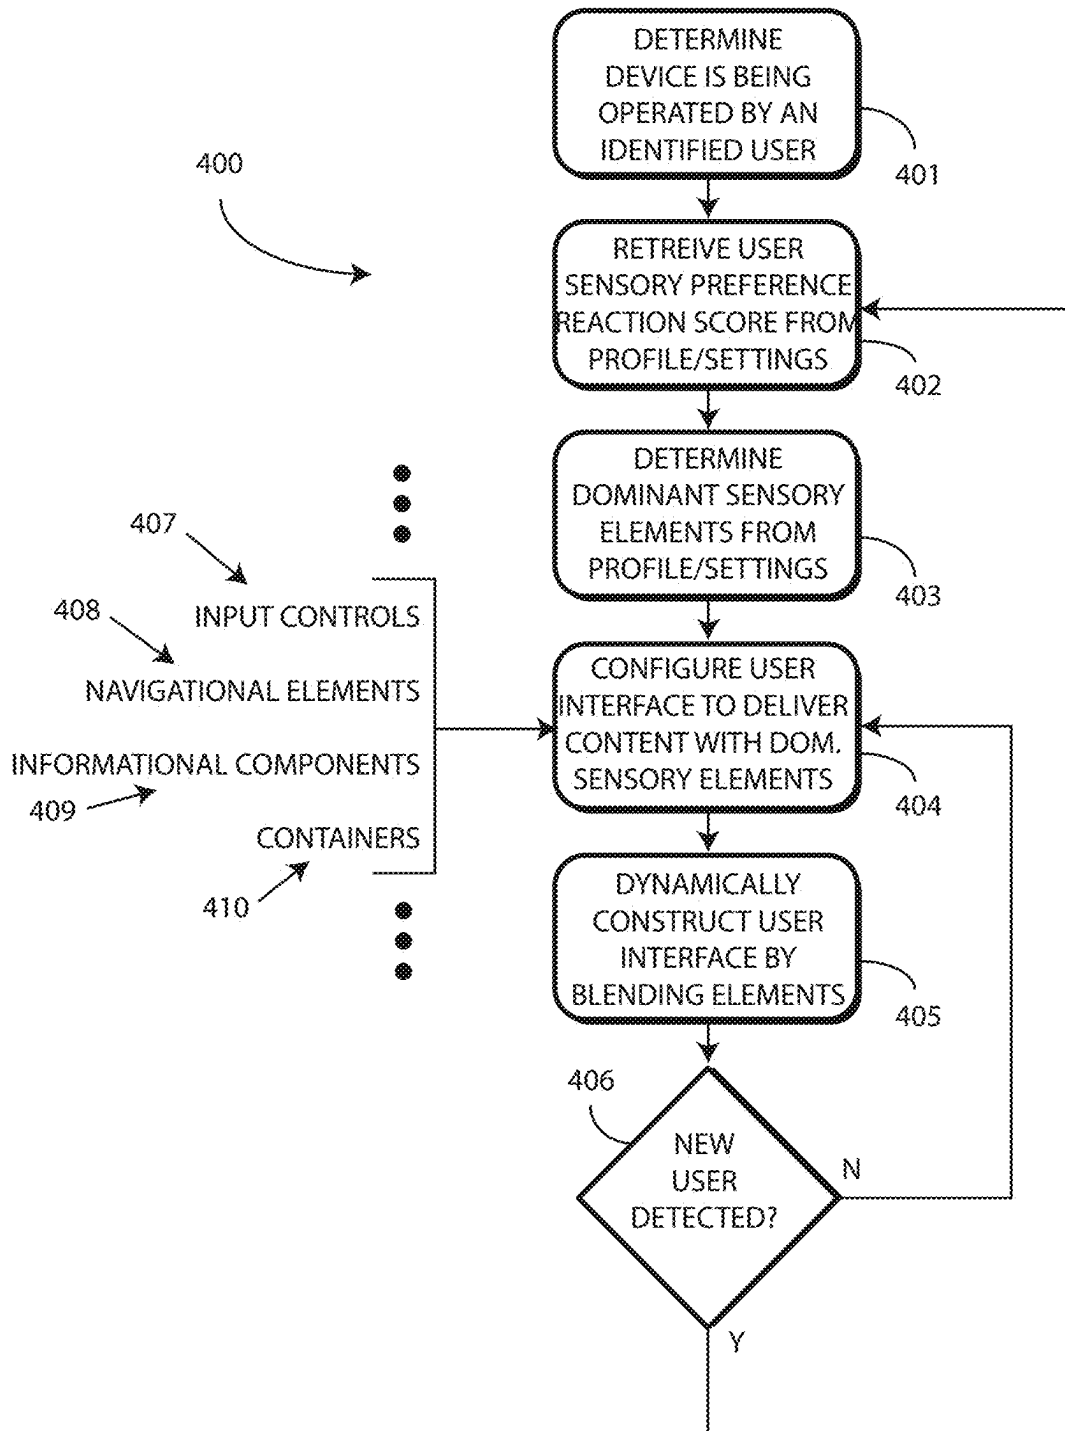 DETERMINE
DEVICE IS BEING
OPERATED BY AN
IDENTIFIED USER
401
400
RETREIVE USER
SENSORY PREFERENCE
REACTION SCORE FROM
PROFILE/SETTINGS
402
DETERMINE
DOMINANT SENSORY
ELEMENTS FROM
PROFILE/SETTINGS
403
407
INPUT CONTROLS
408
NAVIGATIONAL ELEMENTS
INFORMATIONAL COMPONENTS
409
CONTAINERS
410
CONFIGURE USER
INTERFACE TO DELIVER
CONTENT WITH DOM.
SENSORY ELEMENTS
404
DYNAMICALLY
CONSTRUCT USER
INTERFACE BY
BLENDING ELEMENTS
405
406
NEW
USER
DETECTED?
N
Y